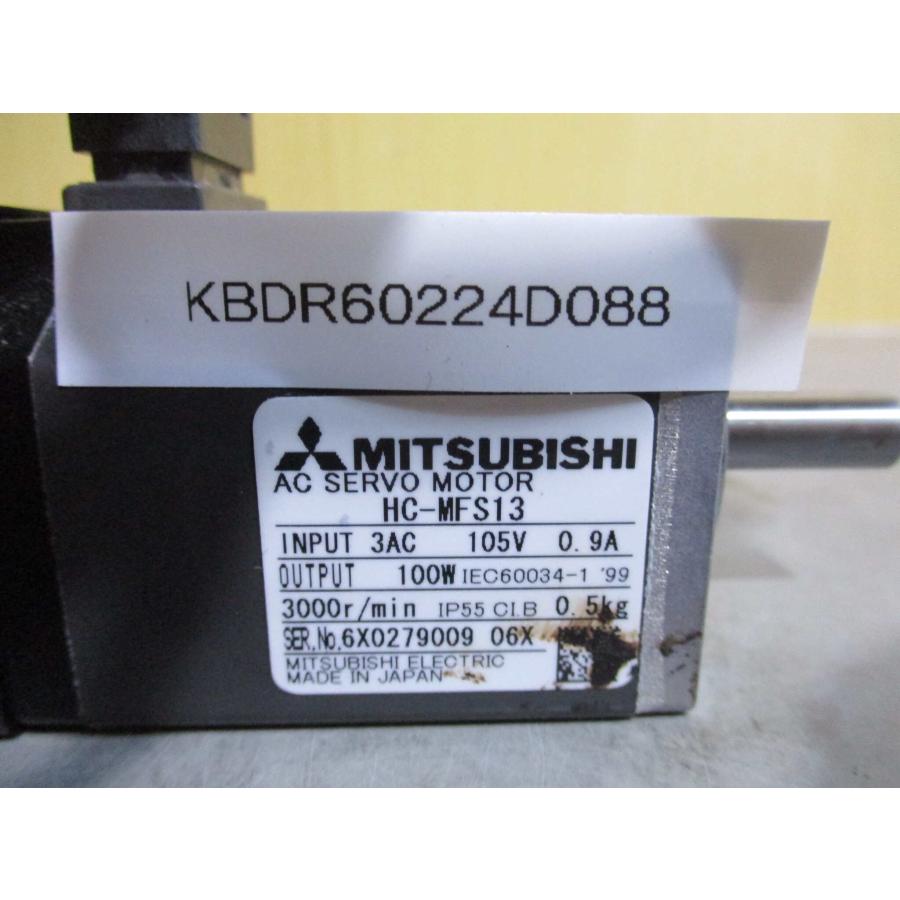 KBDR60224D088
MITSUBISHI
AC SERVO MOTOR
HC-MFS13
INPUT 3AC 105V 0.9A
OUTPUT 100W IEC60034-1 '99
3000r/min IP55 CI.B 0.5kg
SER.No.6X0279009 06X
MITSUBISHI ELECTRIC
MADE IN JAPAN